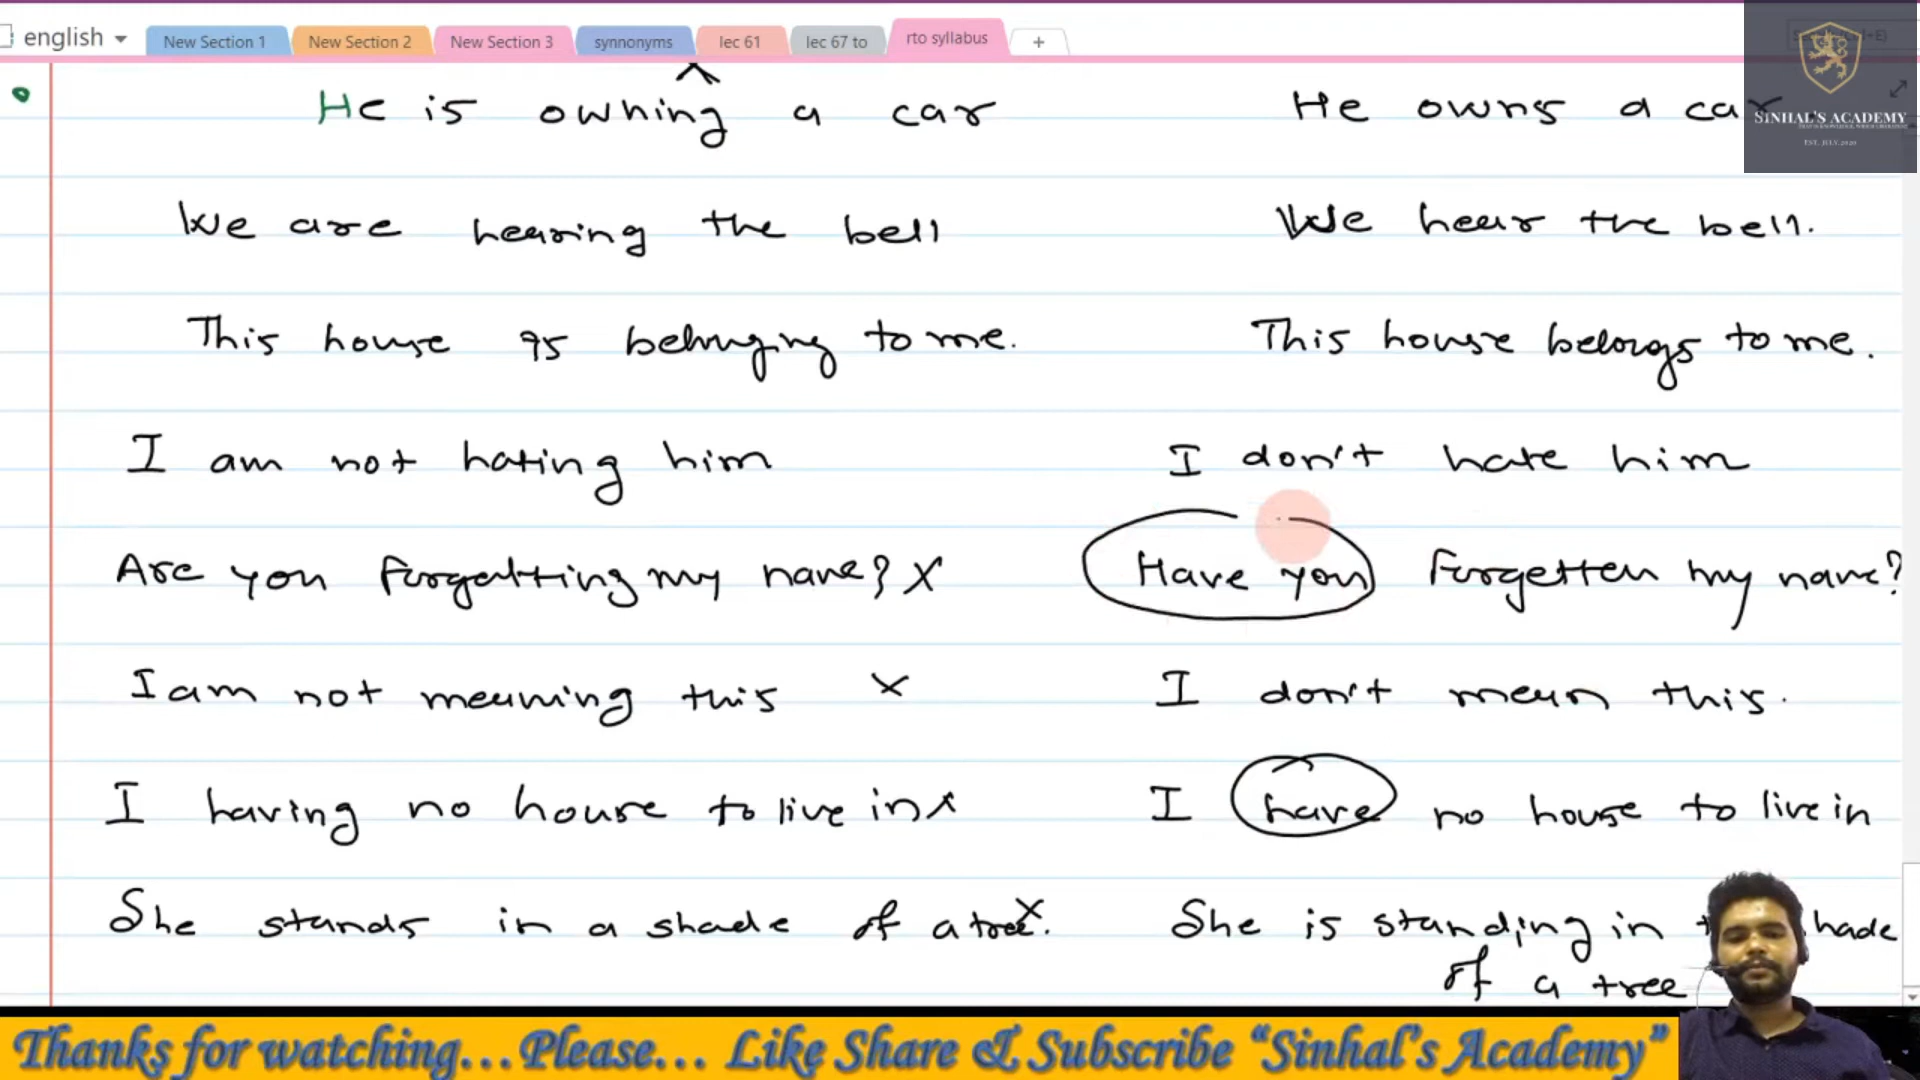 english New Section 1 New Section 2 New Section 3 synnonyms lec 61 lec 67 to rto syllabus +
SINHAL'S ACADEMY
EST. JULY.2020
He is owning a car He owns a car
We are hearing the bell We hear the bell.
This house is belonging to me. This house belongs to me.
I am not hating him I don't hate him
Are you forgetting my name? X Have you forgetten my name?
I am not meaning this X I don't mean this.
I having no house to live in x I have no house to live in
She stands in a shade of a tree. X She is standing in hade
of a tree
Thanks for watching... Please... Like Share & Subscribe "Sinhal's Academy"